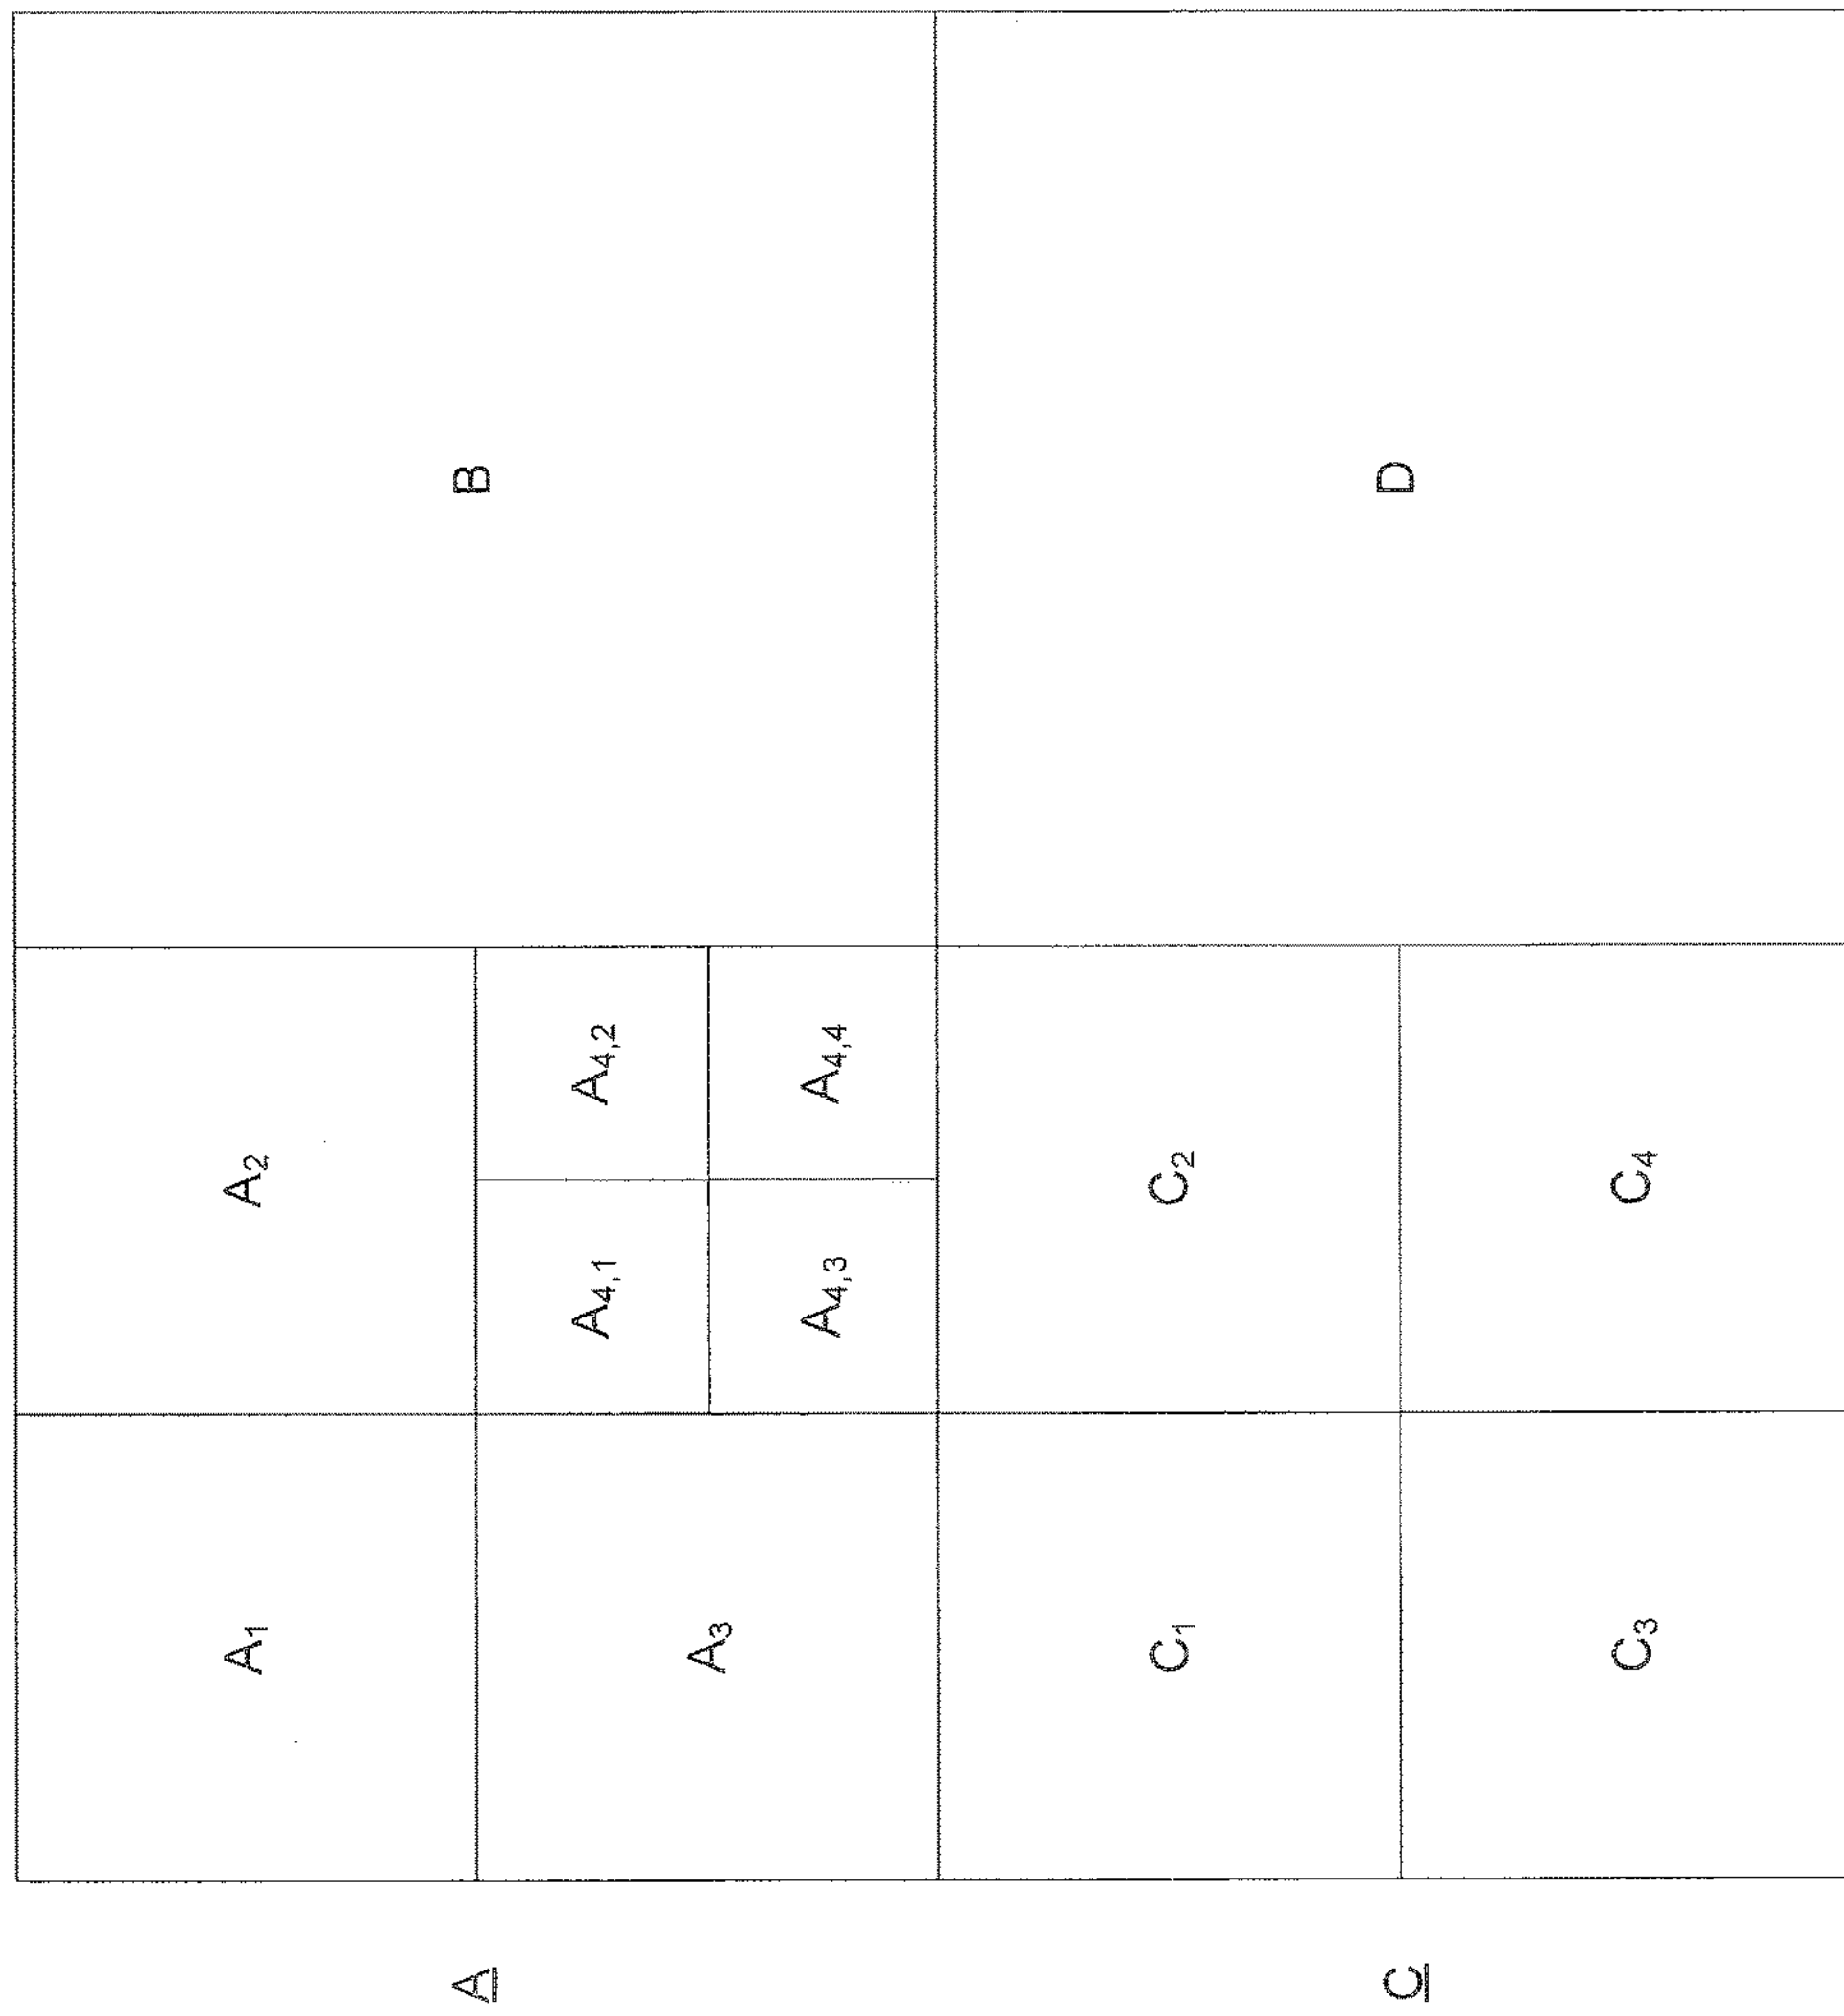 A₁ A₂
A B
A₄,₁ A₄,₂
A₃
A₄,₃ A₄,₄
C₁ C₂
C D
C₃ C₄